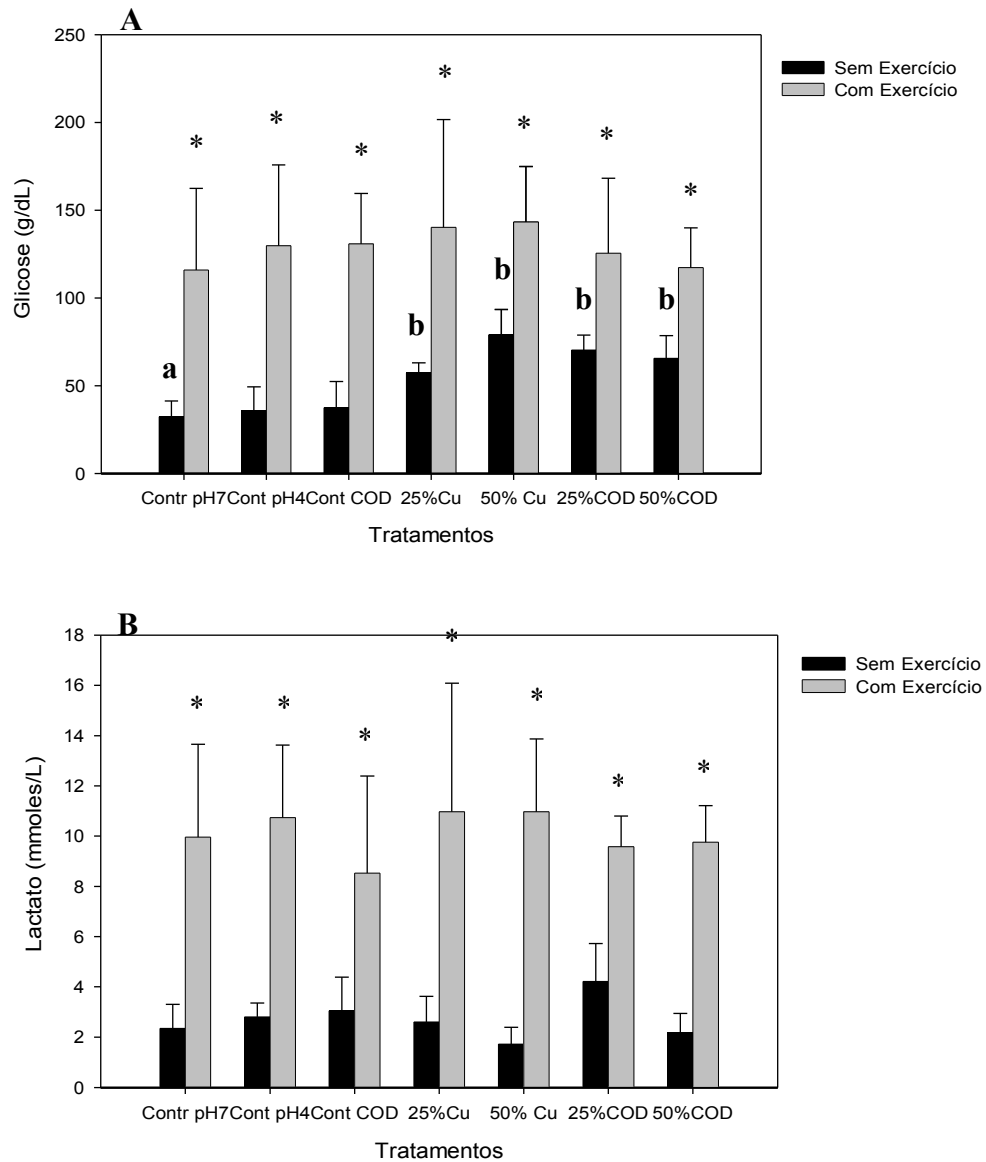 A
250
200
150
100
50
0
Glicose (g/dL)
* * * * * * *
a b b b b
Contr pH7 Cont pH4 Cont COD 25%Cu 50% Cu 25%COD 50%COD
Tratamentos
Sem Exercício
Com Exercício
B
18
16
14
12
10
8
6
4
2
0
Lactato (mmoles/L)
* * * * * * *
Contr pH7 Cont pH4 Cont COD 25%Cu 50% Cu 25%COD 50%COD
Tratamentos
Sem Exercício
Com Exercício